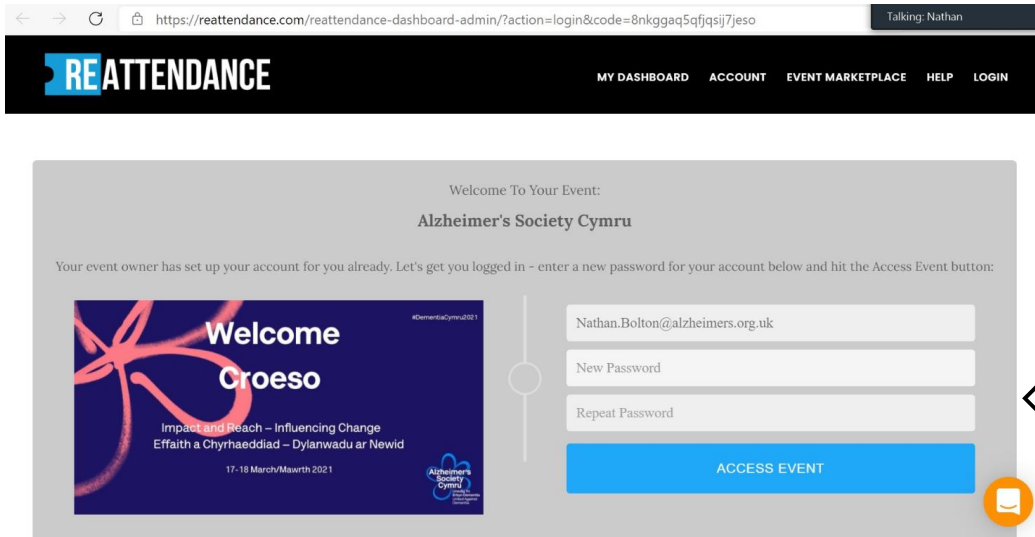 https://reattendance.com/reattendance-dashboard-admin/?action=login&code=8nkggaq5qfjqsij7jeso
Talking: Nathan
REATTENDANCE
MY DASHBOARD ACCOUNT EVENT MARKETPLACE HELP LOGIN
Welcome To Your Event:
Alzheimer's Society Cymru
Your event owner has set up your account for you already. Let's get you logged in - enter a new password for your account below and hit the Access Event button:
#DementiaCymru2021
Welcome
Croeso
Impact and Reach – Influencing Change
Effaith a Chyrhaeddiad – Dylanwadu ar Newid
17-18 March/Mawrth 2021
Alzheimer's
Society
Cymru
Nathan.Bolton@alzheimers.org.uk
New Password
Repeat Password
ACCESS EVENT